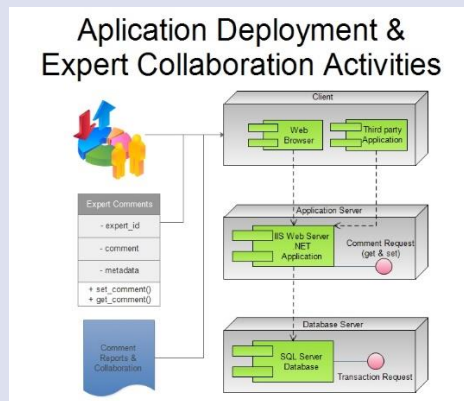 Aplication Deployment &
Expert Collaboration Activities
Client
Web
Browser
Third party
Application
Expert Comments
- expert_id
- comment
- metadata
+ set_comment()
+ get_comment()
Application Server
IIS Web Server
.NET
Application
Comment Request
(get & set)
Comment
Reports &
Collaboration
Database Server
SQL Server
Database
Transaction Request